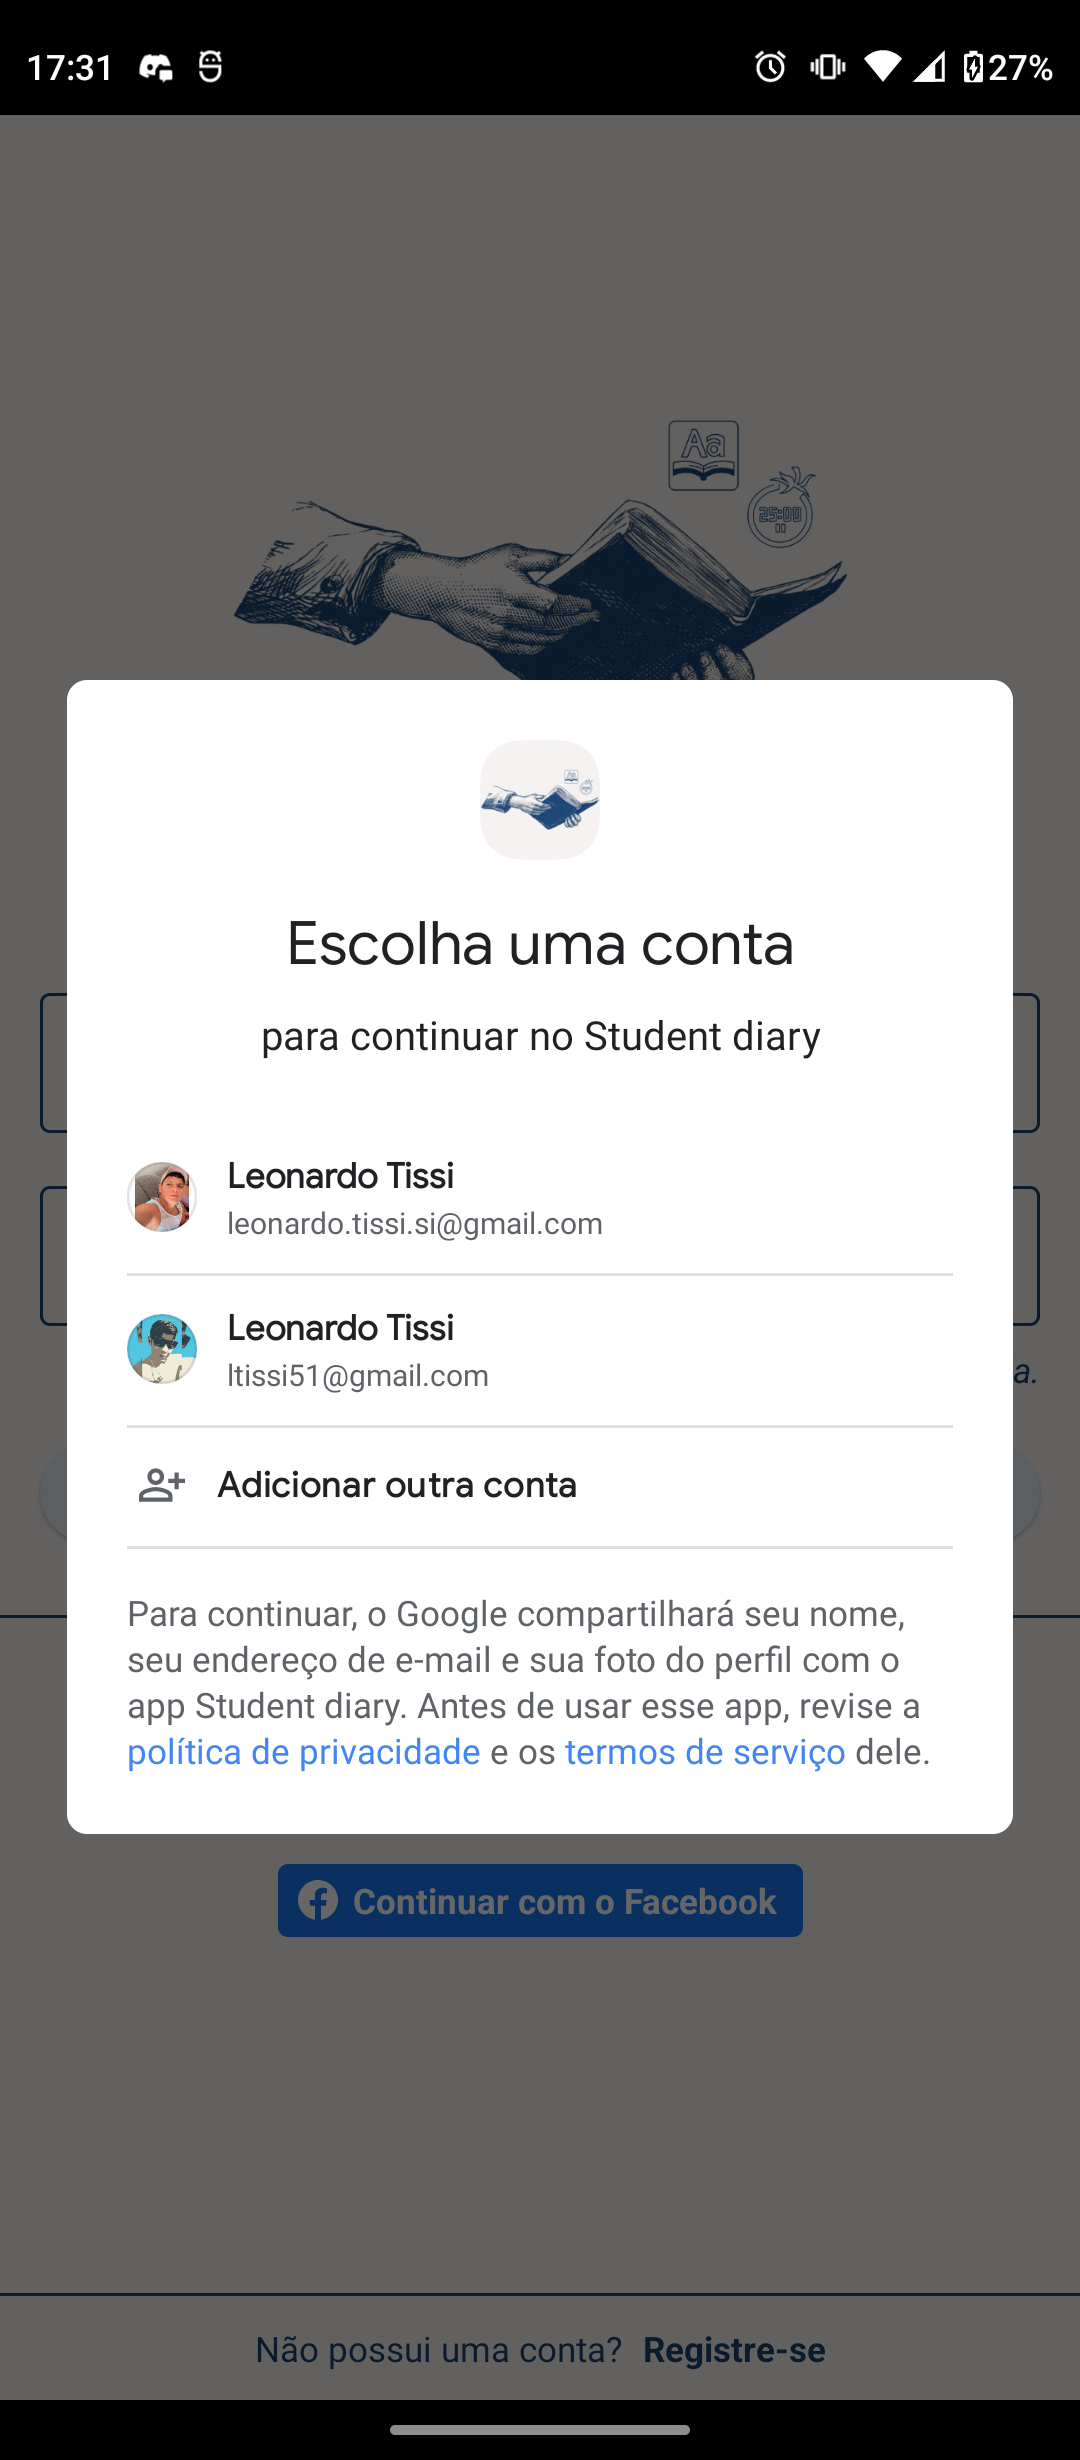 17:31
27%
Aa
25:00
Escolha uma conta
para continuar no Student diary
Leonardo Tissi
leonardo.tissi.si@gmail.com
Leonardo Tissi
ltissi51@gmail.com
a.
Adicionar outra conta
Para continuar, o Google compartilhará seu nome,
seu endereço de e-mail e sua foto do perfil com o
app Student diary. Antes de usar esse app, revise a
política de privacidade e os termos de serviço dele.
Continuar com o Facebook
Não possui uma conta? Registre-se